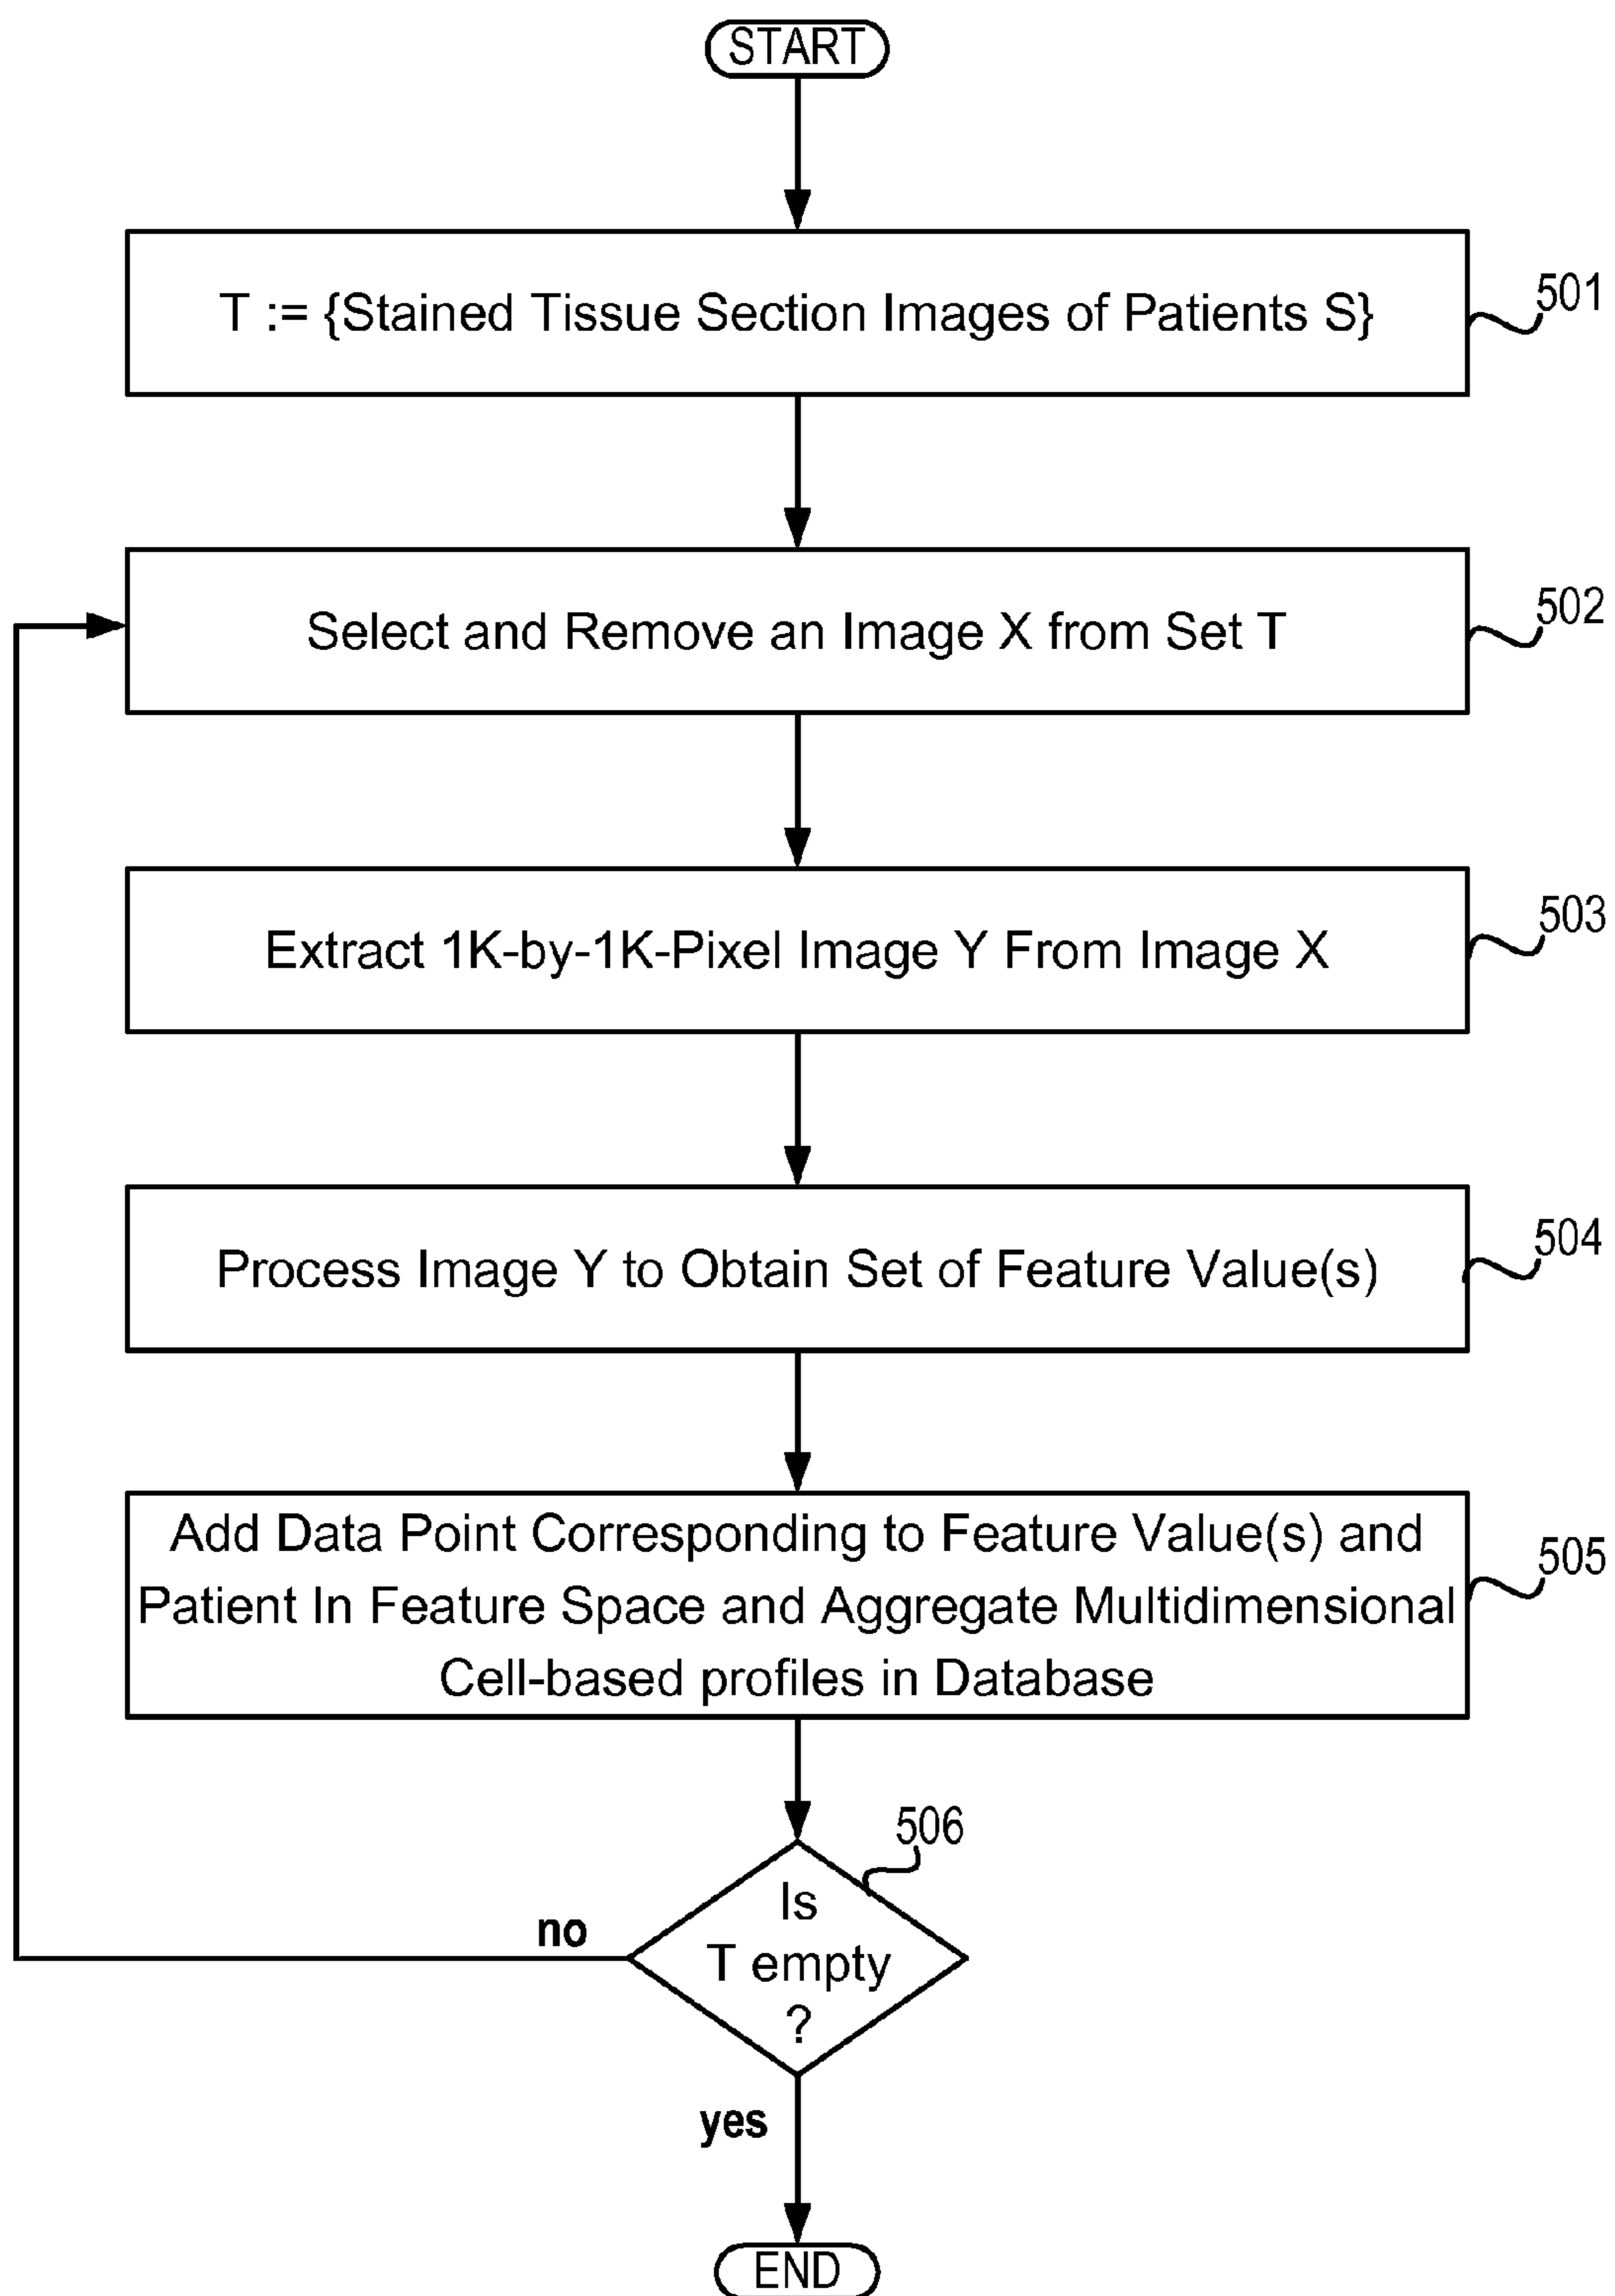 START
T := {Stained Tissue Section Images of Patients S}
501
Select and Remove an Image X from Set T
502
Extract 1K-by-1K-Pixel Image Y From Image X
503
Process Image Y to Obtain Set of Feature Value(s)
504
Add Data Point Corresponding to Feature Value(s) and
Patient In Feature Space and Aggregate Multidimensional
Cell-based profiles in Database
505
506
Is
T empty
?
no
yes
END